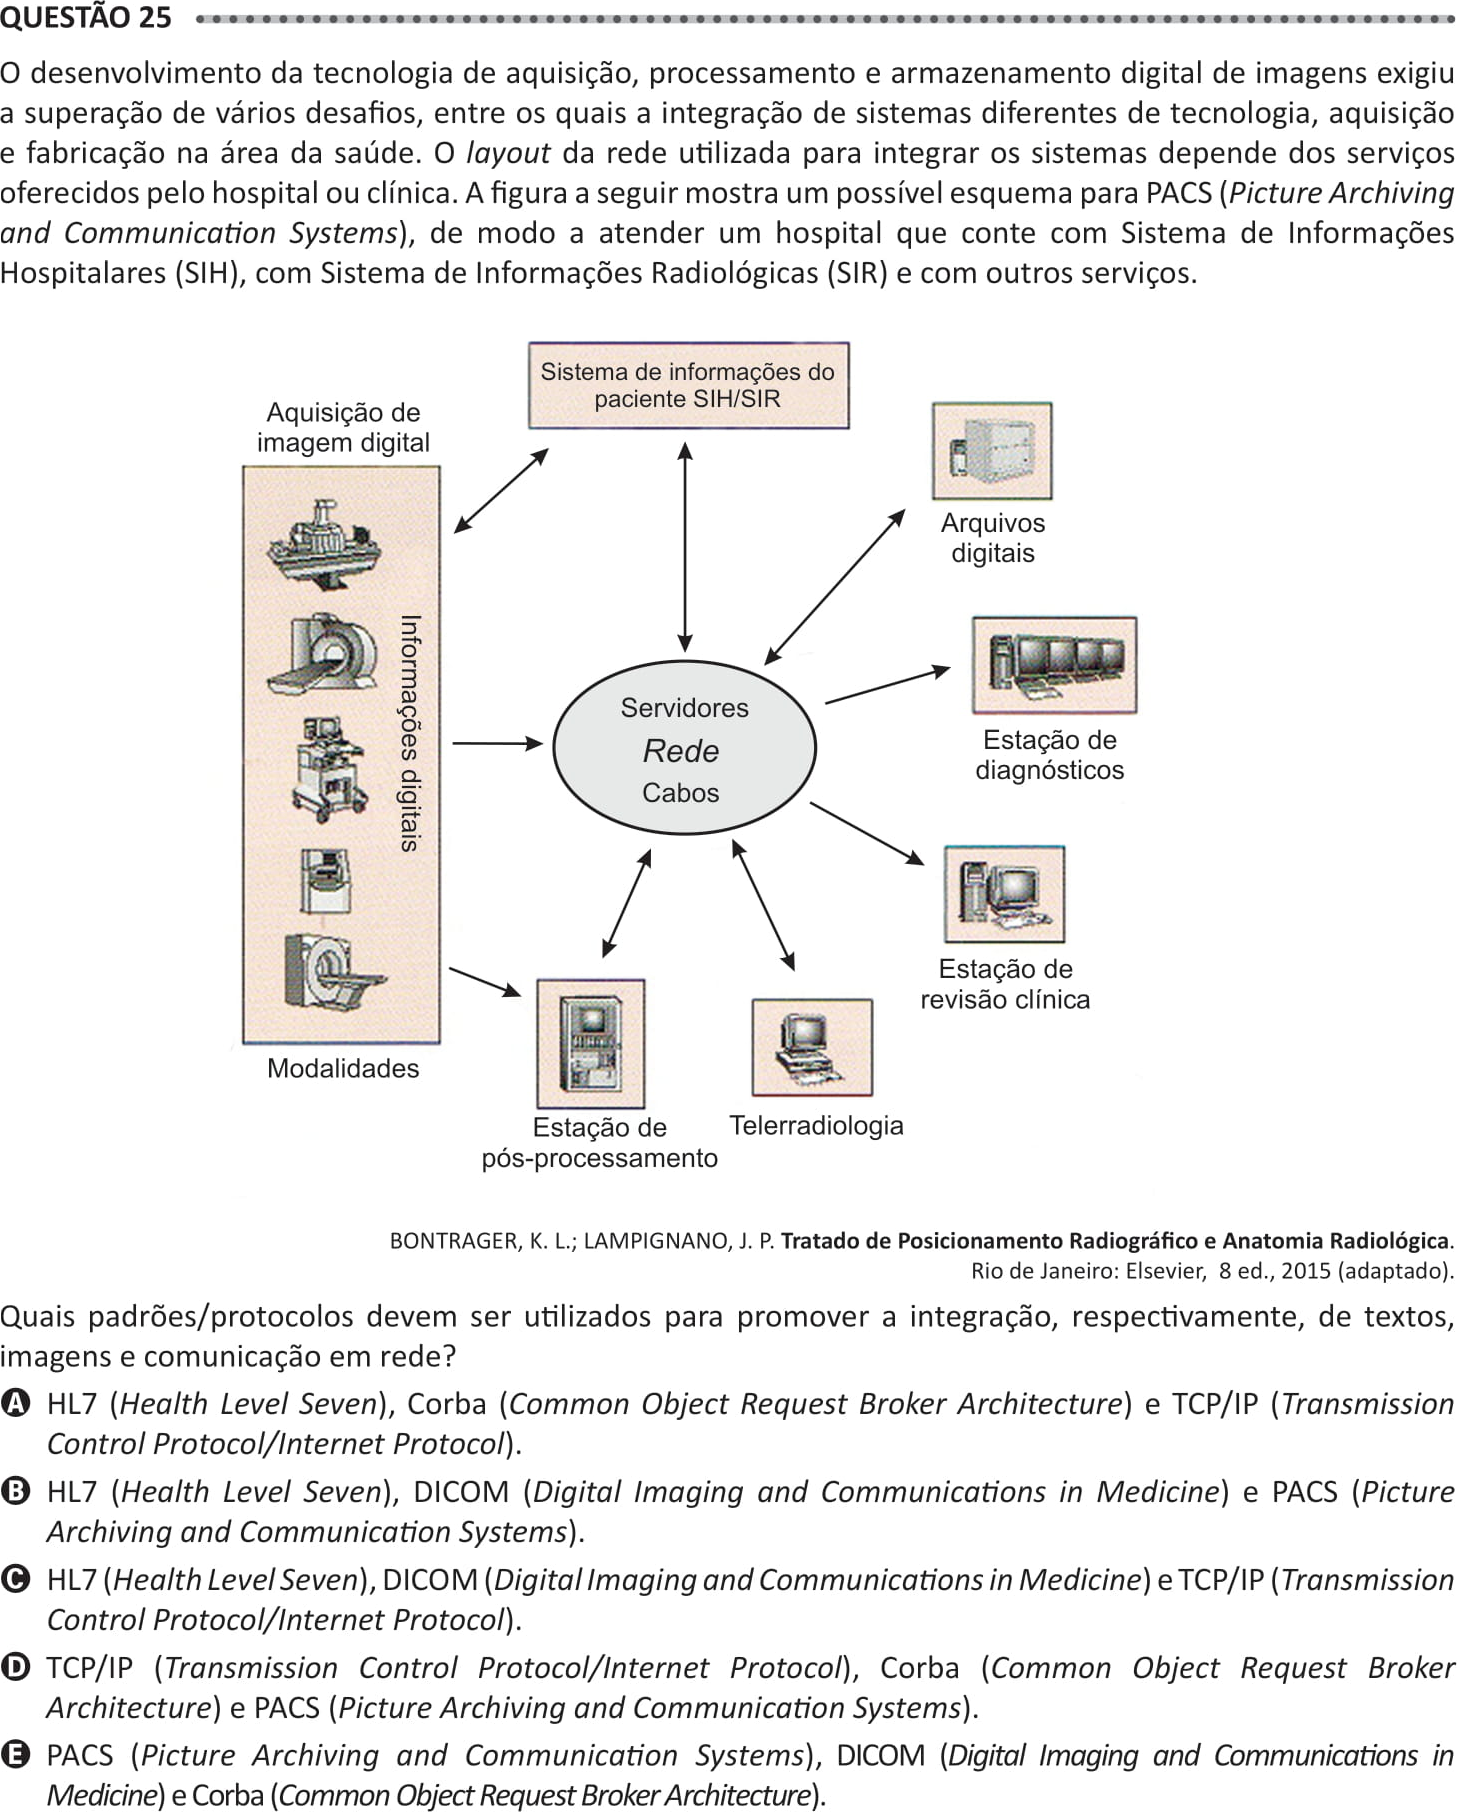 QUESTÃO 25
O desenvolvimento da tecnologia de aquisição, processamento e armazenamento digital de imagens exigiu
a superação de vários desafios, entre os quais a integração de sistemas diferentes de tecnologia, aquisição
e fabricação na área da saúde. O layout da rede utilizada para integrar os sistemas depende dos serviços
oferecidos pelo hospital ou clínica. A figura a seguir mostra um possível esquema para PACS (Picture Archiving
and Communication Systems), de modo a atender um hospital que conte com Sistema de Informações
Hospitalares (SIH), com Sistema de Informações Radiológicas (SIR) e com outros serviços.
Sistema de informações do
paciente SIH/SIR
Aquisição de
imagem digital
Informações digitais
Modalidades
Arquivos
digitais
Servidores
Rede
Cabos
Estação de
diagnósticos
Estação de
revisão clínica
Estação de
pós-processamento
Telerradiologia
BONTRAGER, K. L.; LAMPIGNANO, J. P. Tratado de Posicionamento Radiográfico e Anatomia Radiológica.
Rio de Janeiro: Elsevier, 8 ed., 2015 (adaptado).
Quais padrões/protocolos devem ser utilizados para promover a integração, respectivamente, de textos,
imagens e comunicação em rede?
A HL7 (Health Level Seven), Corba (Common Object Request Broker Architecture) e TCP/IP (Transmission
Control Protocol/Internet Protocol).
B HL7 (Health Level Seven), DICOM (Digital Imaging and Communications in Medicine) e PACS (Picture
Archiving and Communication Systems).
C HL7 (Health Level Seven), DICOM (Digital Imaging and Communications in Medicine) e TCP/IP (Transmission
Control Protocol/Internet Protocol).
D TCP/IP (Transmission Control Protocol/Internet Protocol), Corba (Common Object Request Broker
Architecture) e PACS (Picture Archiving and Communication Systems).
E PACS (Picture Archiving and Communication Systems), DICOM (Digital Imaging and Communications in
Medicine) e Corba (Common Object Request Broker Architecture).